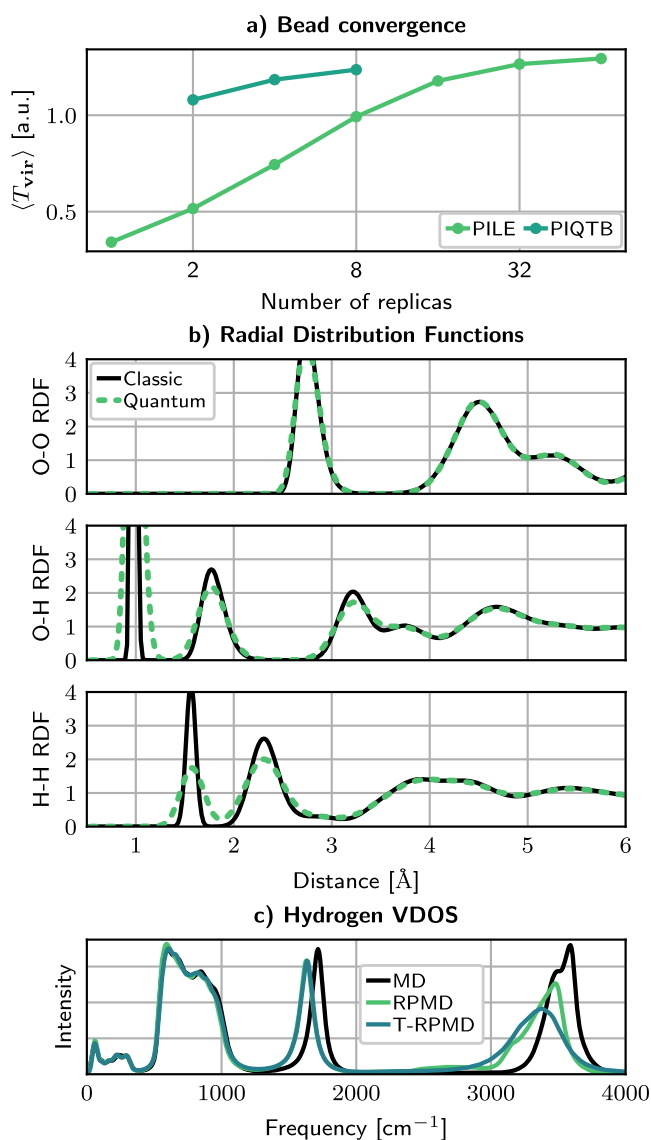 a) Bead convergence
⟨T_vir⟩ [a.u.]
1.0
0.5
PILE PIQTB
2 8 32
Number of replicas
b) Radial Distribution Functions
O-O RDF
4
3
2
1
0
Classic
Quantum
O-H RDF
4
3
2
1
0
H-H RDF
4
3
2
1
0
1 2 3 4 5 6
Distance [Å]
c) Hydrogen VDOS
Intensity
MD
RPMD
T-RPMD
0 1000 2000 3000 4000
Frequency [cm⁻¹]